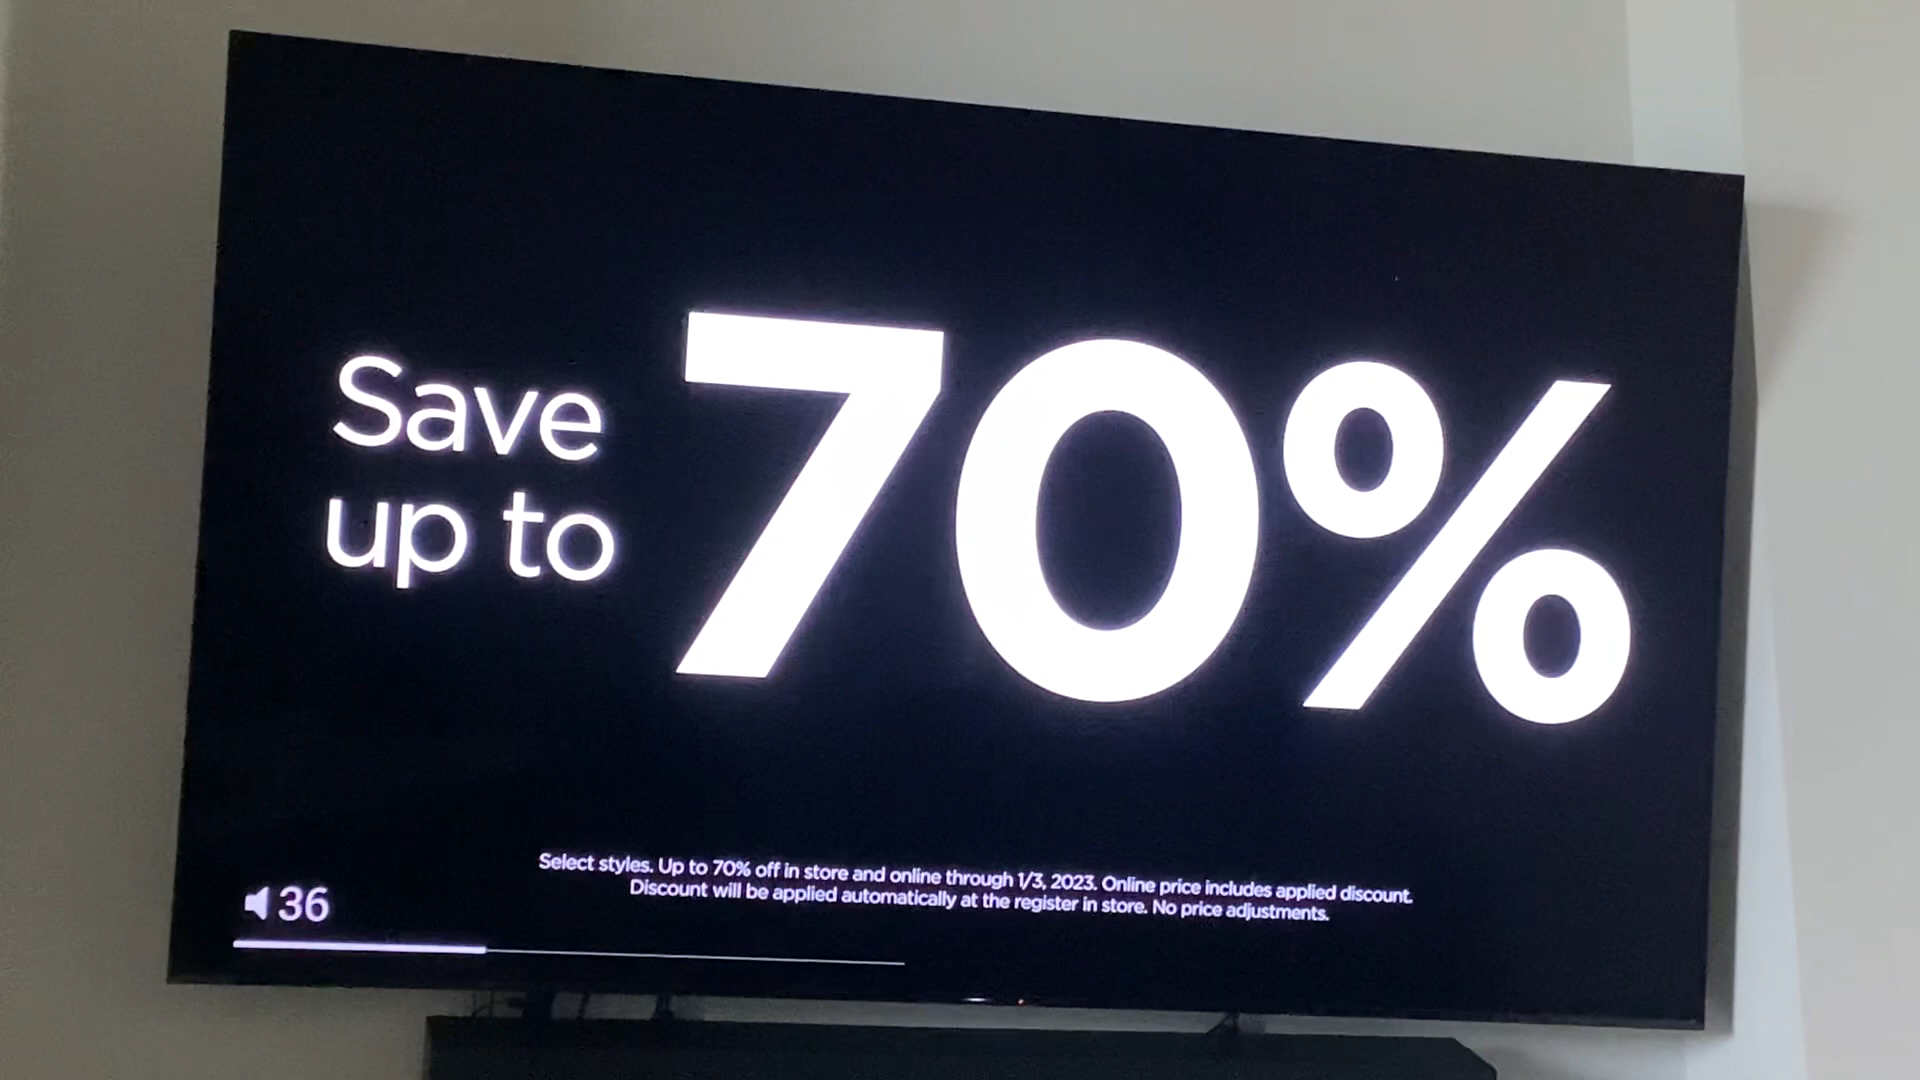 Save
up to
70%
Select styles. Up to 70% off in store and online through 1/3, 2023. Online price includes applied discount.
Discount will be applied automatically at the register in store. No price adjustments.
36